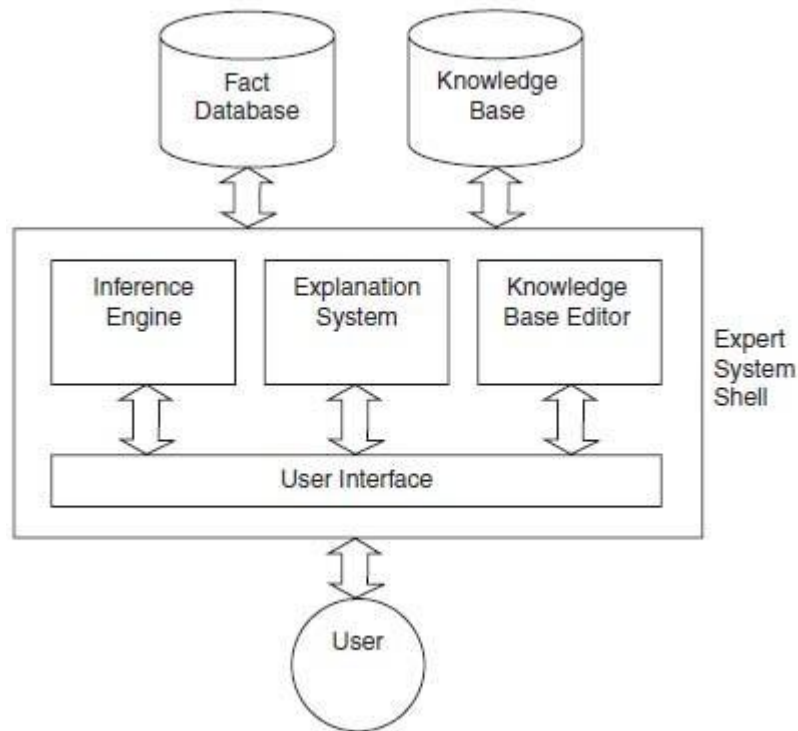 Fact
Database
Knowledge
Base
Inference
Engine
Explanation
System
Knowledge
Base Editor
Expert
System
Shell
User Interface
User